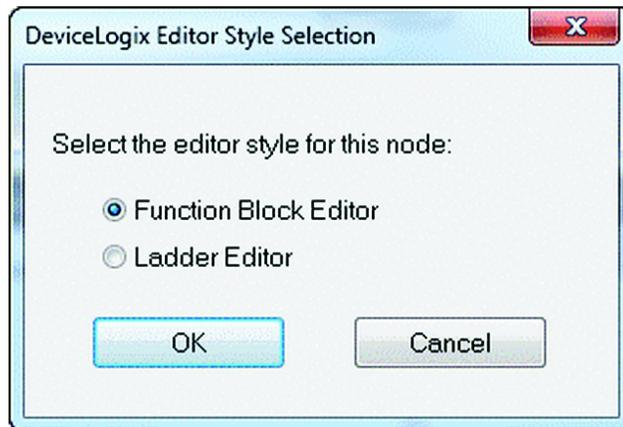 DeviceLogix Editor Style Selection
Select the editor style for this node:
Function Block Editor
Ladder Editor
OK Cancel